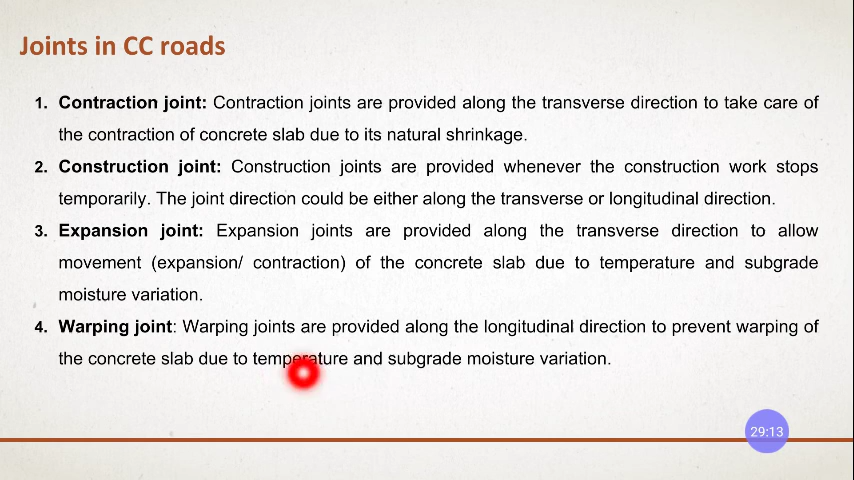 Joints in CC roads
1. Contraction joint: Contraction joints are provided along the transverse direction to take care of
the contraction of concrete slab due to its natural shrinkage.
2. Construction joint: Construction joints are provided whenever the construction work stops
temporarily. The joint direction could be either along the transverse or longitudinal direction.
3. Expansion joint: Expansion joints are provided along the transverse direction to allow
movement (expansion/ contraction) of the concrete slab due to temperature and subgrade
moisture variation.
4. Warping joint: Warping joints are provided along the longitudinal direction to prevent warping of
the concrete slab due to temperature and subgrade moisture variation.
29:13